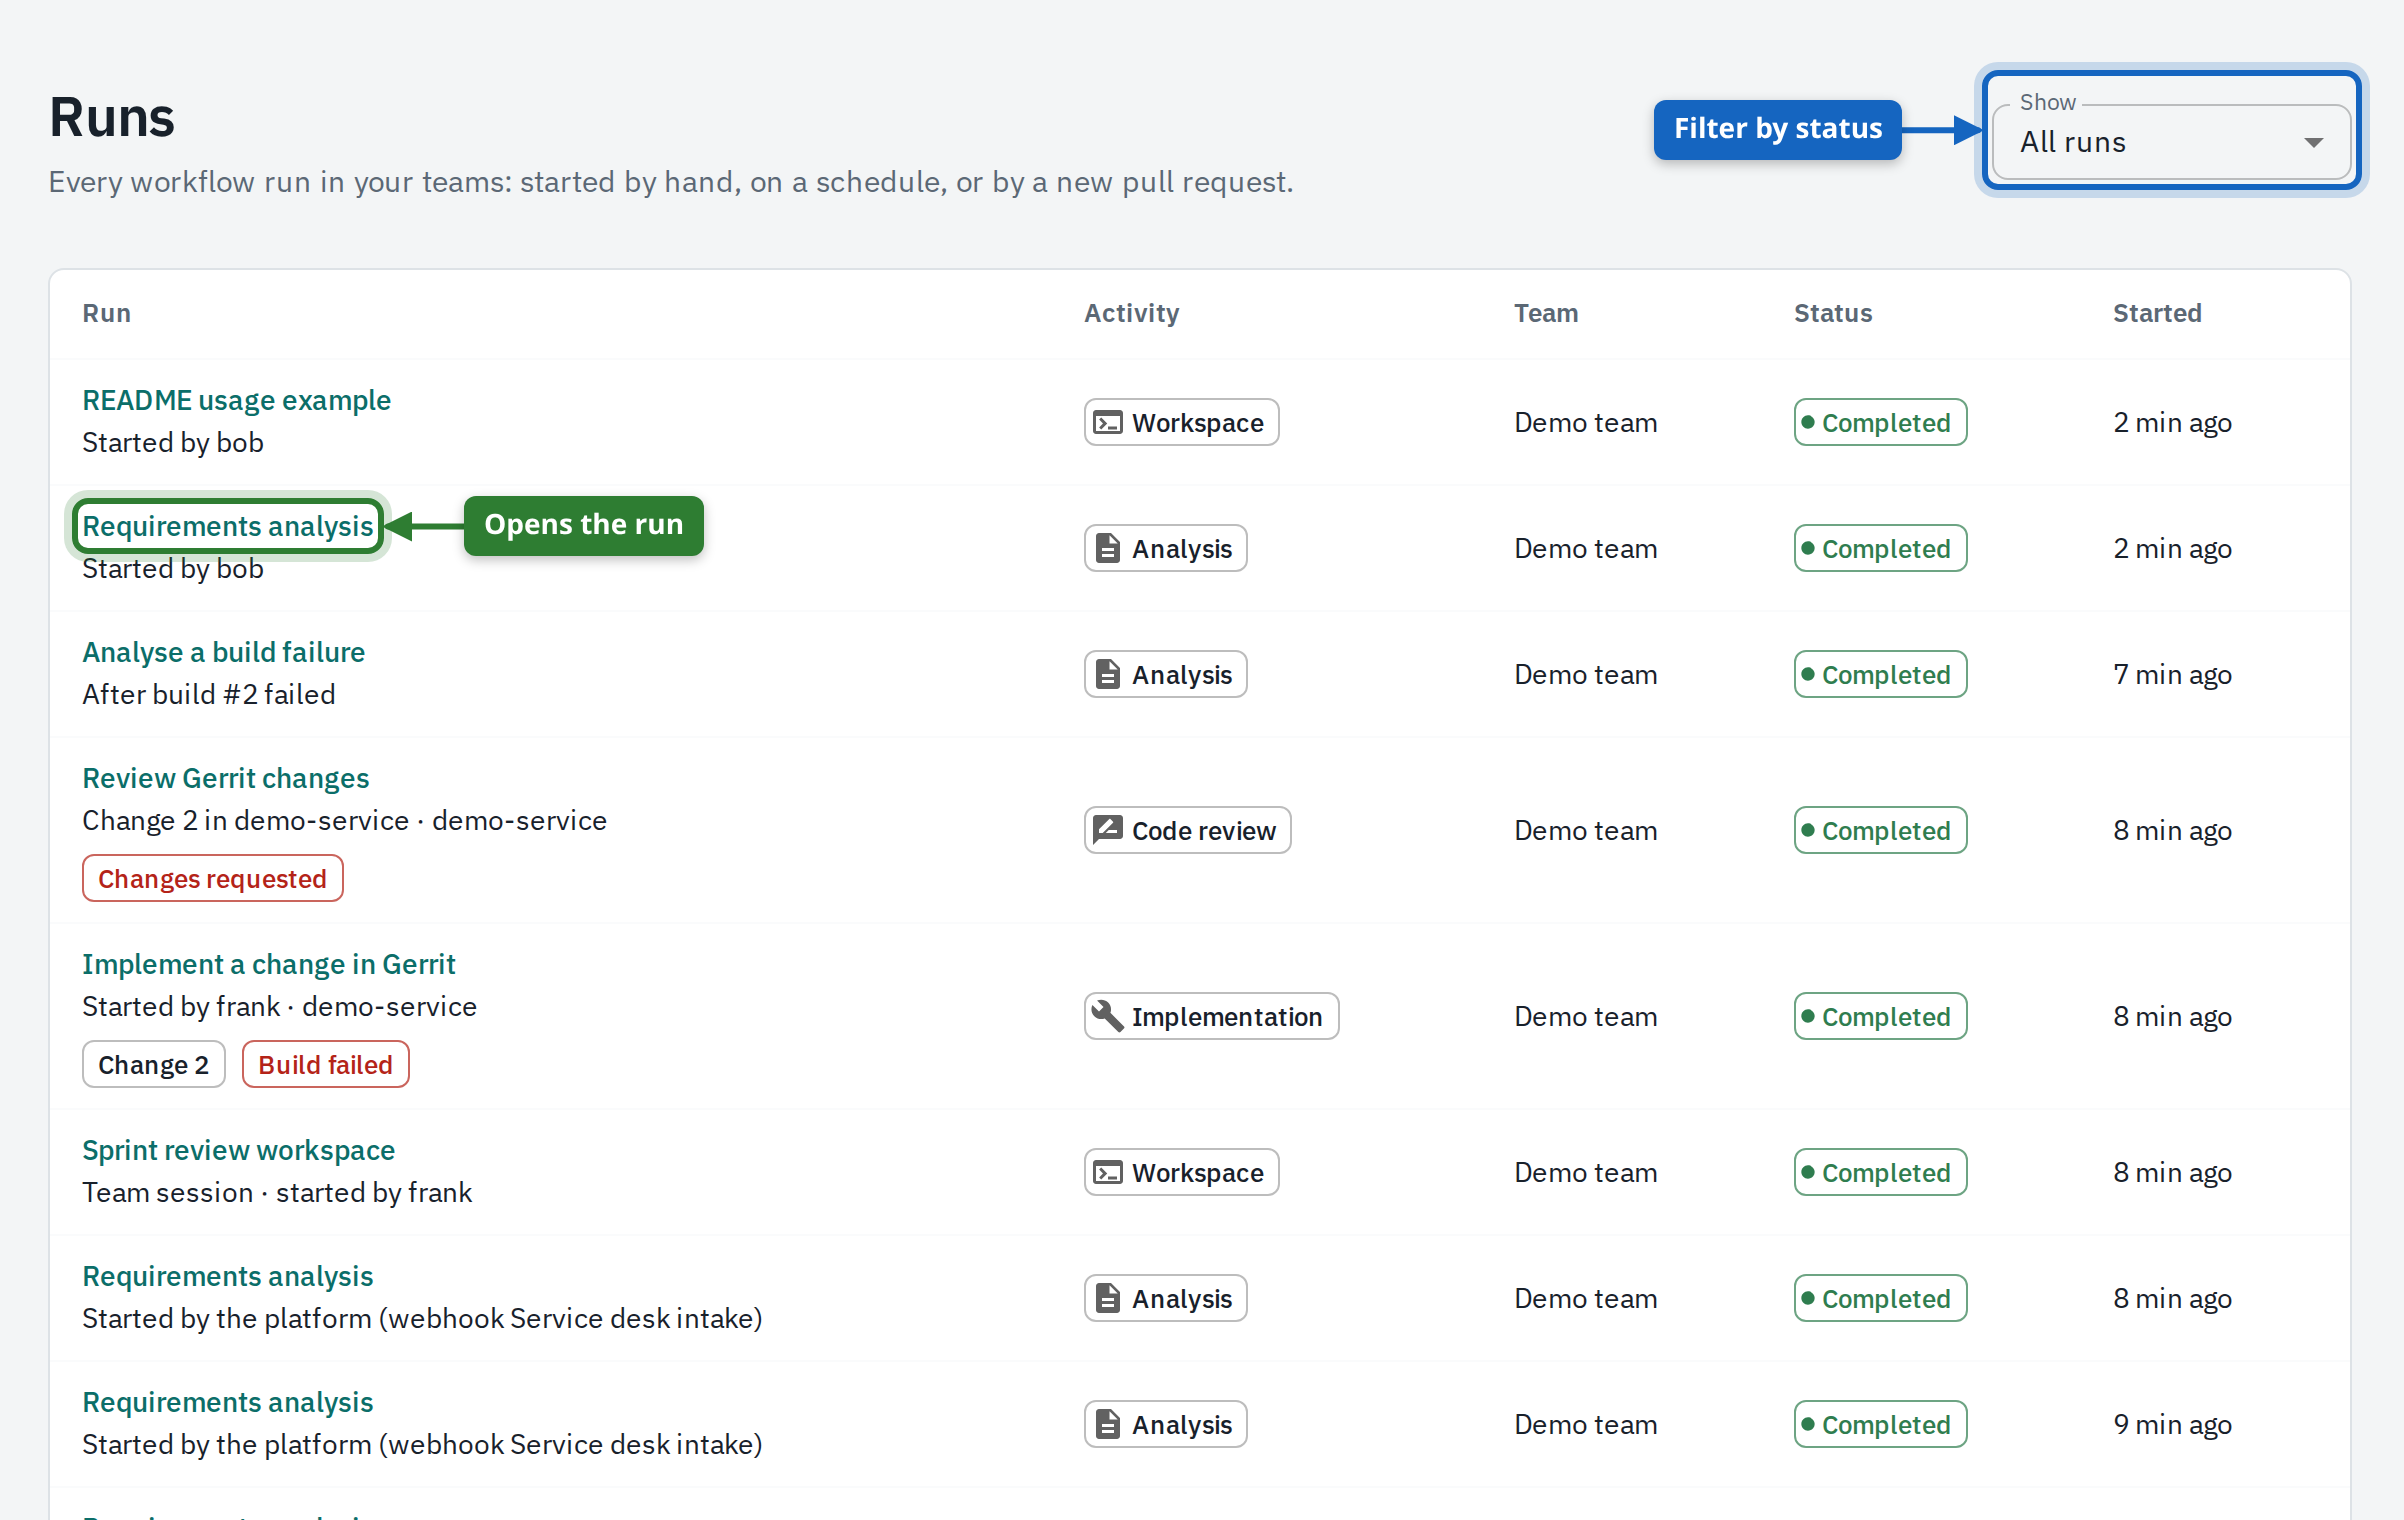 Runs
Every workflow run in your teams: started by hand, on a schedule, or by a new pull request.
Filter by status
Show
All runs
Run Activity Team Status Started
README usage example
Started by bob
Workspace Demo team Completed 2 min ago
Requirements analysis
Opens the run
Started by bob
Analysis Demo team Completed 2 min ago
Analyse a build failure
After build #2 failed
Analysis Demo team Completed 7 min ago
Review Gerrit changes
Change 2 in demo-service · demo-service
Changes requested
Code review Demo team Completed 8 min ago
Implement a change in Gerrit
Started by frank · demo-service
Change 2 Build failed
Implementation Demo team Completed 8 min ago
Sprint review workspace
Team session · started by frank
Workspace Demo team Completed 8 min ago
Requirements analysis
Started by the platform (webhook Service desk intake)
Analysis Demo team Completed 8 min ago
Requirements analysis
Started by the platform (webhook Service desk intake)
Analysis Demo team Completed 9 min ago